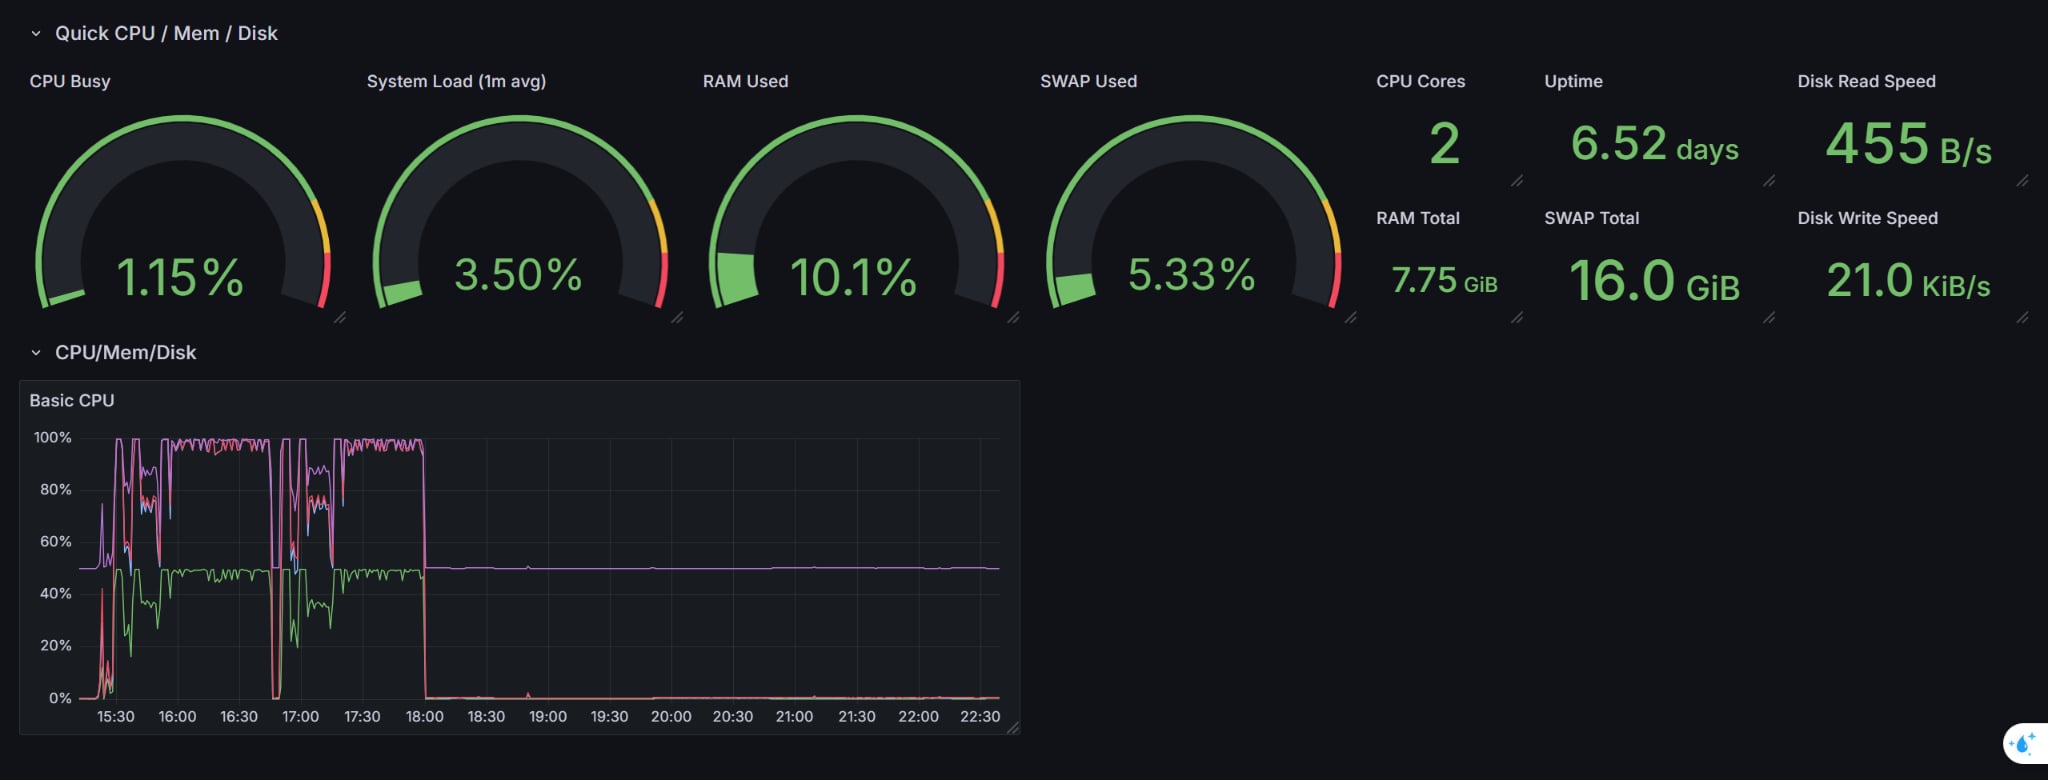 Quick CPU / Mem / Disk
CPU Busy
System Load (1m avg)
RAM Used
SWAP Used
CPU Cores
Uptime
Disk Read Speed
1.15%
3.50%
10.1%
5.33%
2
6.52 days
455 B/s
RAM Total
SWAP Total
Disk Write Speed
7.75 GiB
16.0 GiB
21.0 KiB/s
CPU/Mem/Disk
Basic CPU
100%
80%
60%
40%
20%
0%
15:30 16:00 16:30 17:00 17:30 18:00 18:30 19:00 19:30 20:00 20:30 21:00 21:30 22:00 22:30